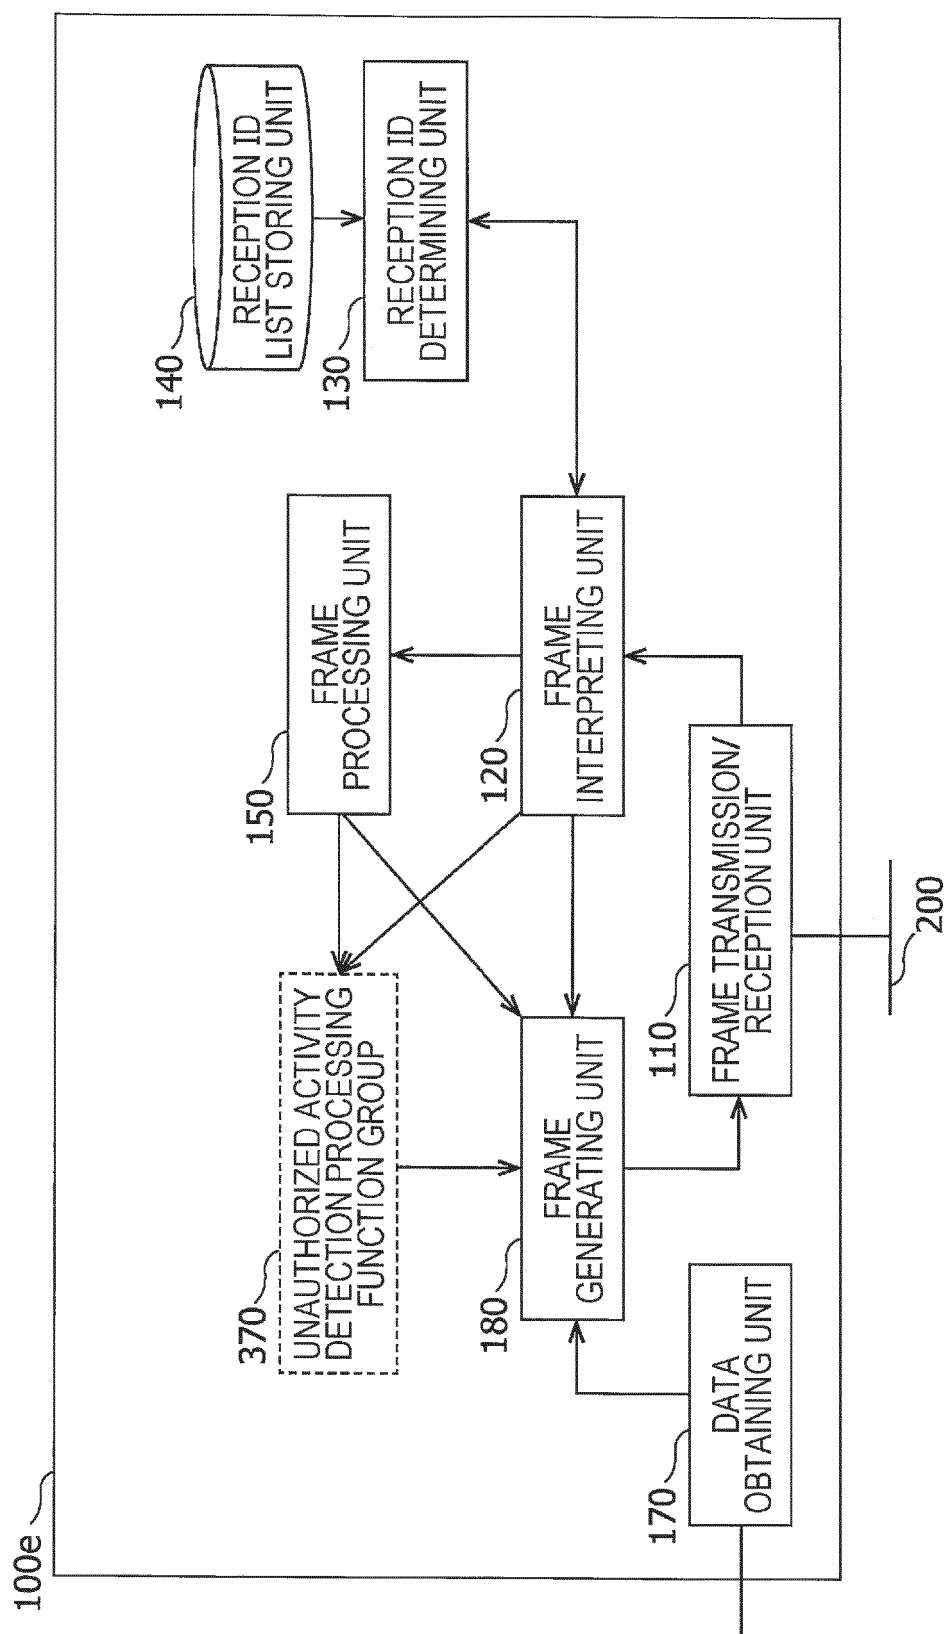 100e
370
UNAUTHORIZED ACTIVITY
DETECTION PROCESSING
FUNCTION GROUP
150
FRAME
PROCESSING UNIT
140
RECEPTION ID
LIST STORING UNIT
130
RECEPTION ID
DETERMINING UNIT
180
FRAME
GENERATING UNIT
120
FRAME
INTERPRETING UNIT
170
DATA
OBTAINING UNIT
110
FRAME TRANSMISSION/
RECEPTION UNIT
200